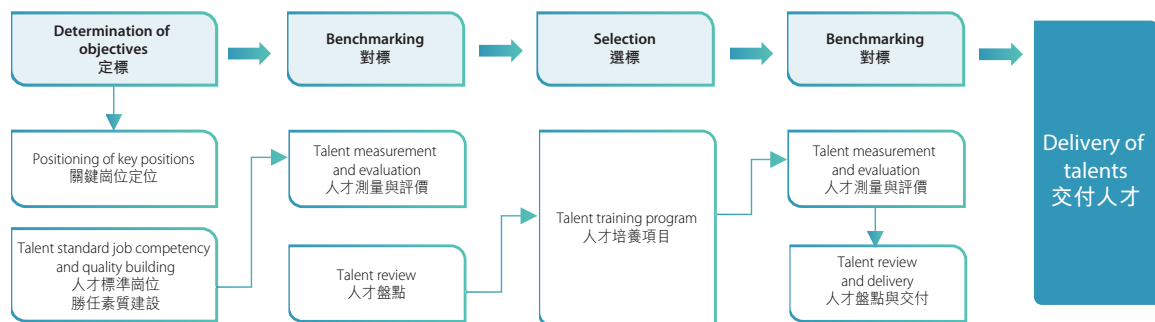 Determination of
objectives
定標
Benchmarking
對標
Selection
選標
Benchmarking
對標
Delivery of
talents
交付人才
Positioning of key positions
關鍵崗位定位
Talent measurement
and evaluation
人才測量與評價
Talent training program
人才培養項目
Talent measurement
and evaluation
人才測量與評價
Talent standard job competency
and quality building
人才標準崗位
勝任素質建設
Talent review
人才盤點
Talent review
and delivery
人才盤點與交付